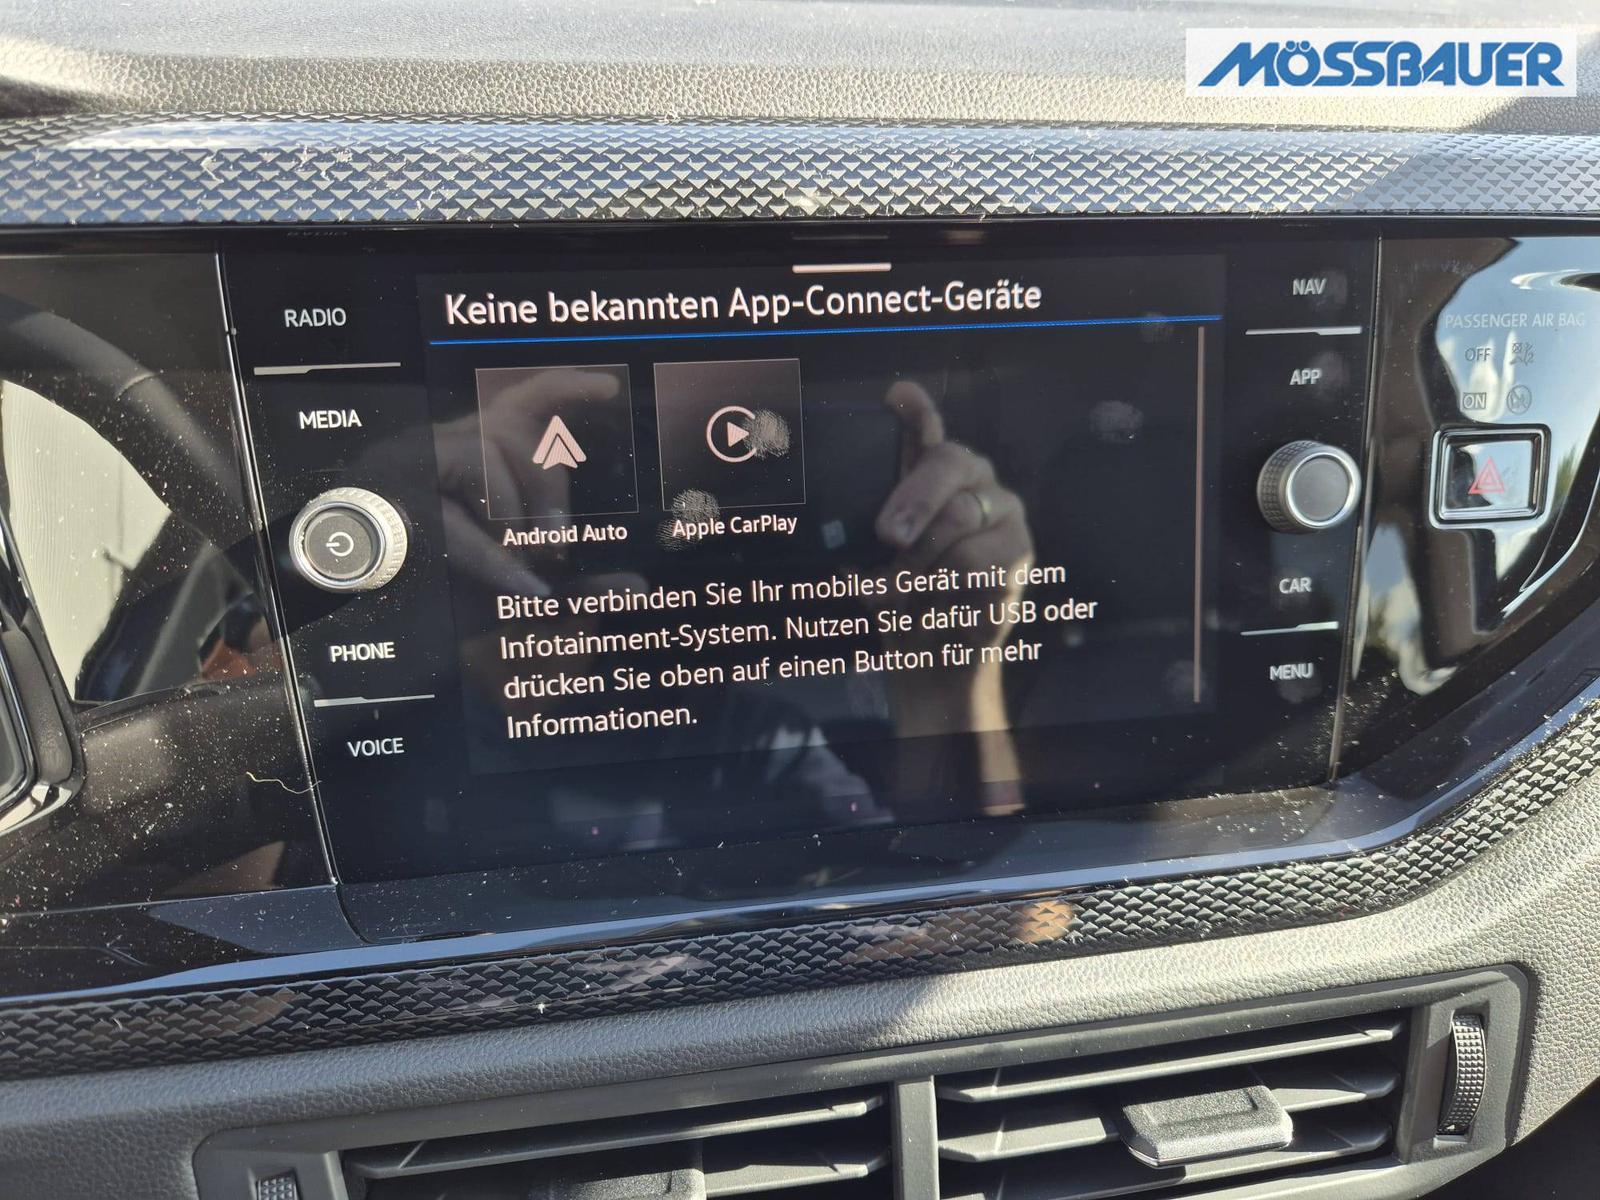 MÖSSBAUER
RADIO
MEDIA
PHONE
VOICE
Keine bekannten App-Connect-Geräte
Android Auto
Apple CarPlay
Bitte verbinden Sie Ihr mobiles Gerät mit dem
Infotainment-System. Nutzen Sie dafür USB oder
drücken Sie oben auf einen Button für mehr
Informationen.
NAV
APP
CAR
MENU
PASSENGER AIR BAG
OFF
ON